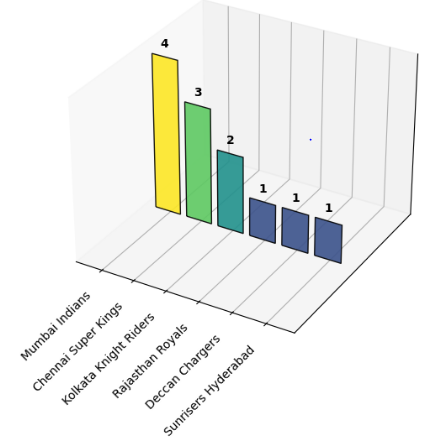 4
3
2
1
1
1
Mumbai Indians
Chennai Super Kings
Kolkata Knight Riders
Rajasthan Royals
Deccan Chargers
Sunrisers Hyderabad